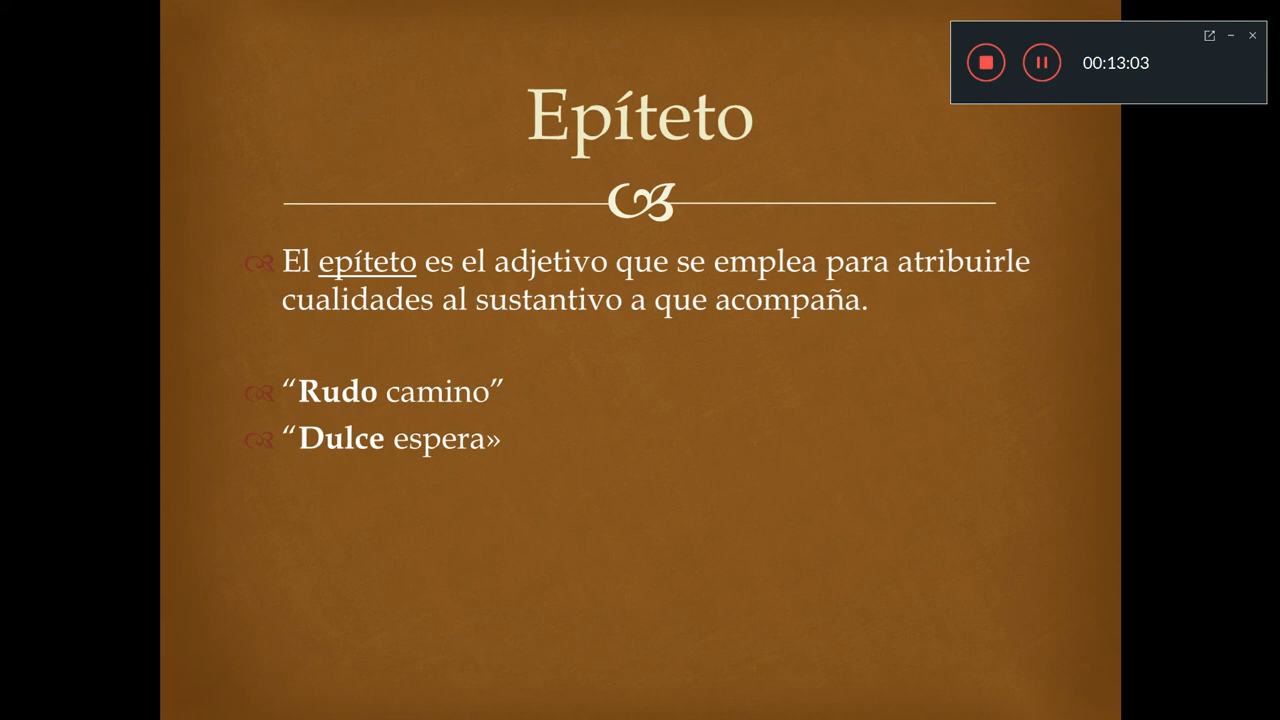 00:13:03
Epíteto
El epíteto es el adjetivo que se emplea para atribuirle
cualidades al sustantivo a que acompaña.
“Rudo camino”
“Dulce espera»